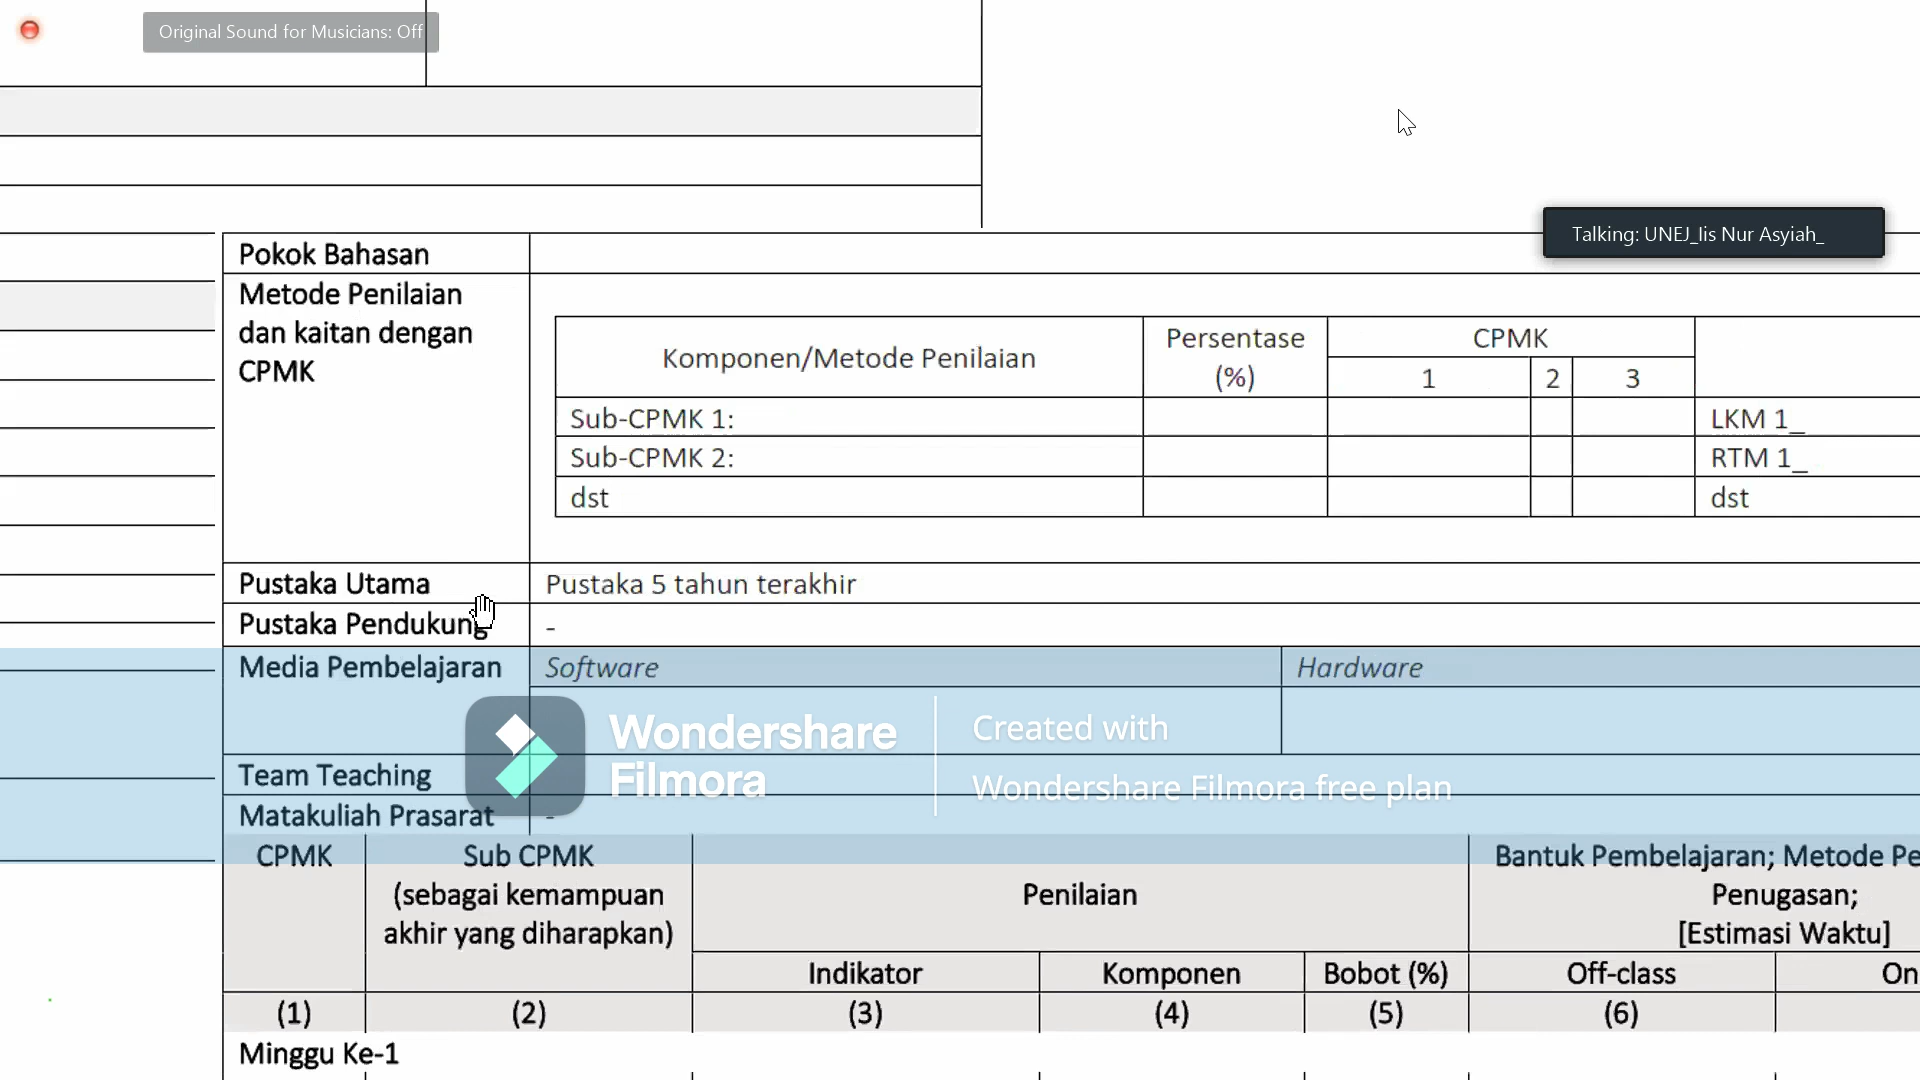 Original Sound for Musicians: Off
Talking: UNEJ_Iis Nur Asyiah_
Pokok Bahasan
Metode Penilaian
dan kaitan dengan
CPMK
Komponen/Metode Penilaian
Persentase
(%)
CPMK
1 2 3
Sub-CPMK 1:
LKM 1_
Sub-CPMK 2:
RTM 1_
dst
dst
Pustaka Utama
Pustaka 5 tahun terakhir
Pustaka Pendukung
-
Media Pembelajaran
Software
Hardware
Wondershare
Filmora
Created with
Wondershare Filmora free plan
Team Teaching
Matakuliah Prasarat
-
CPMK
Sub CPMK
(sebagai kemampuan
akhir yang diharapkan)
Penilaian
Bantuk Pembelajaran; Metode Pe
Penugasan;
[Estimasi Waktu]
Indikator
Komponen
Bobot (%)
Off-class
On
(1) (2) (3) (4) (5) (6)
Minggu Ke-1